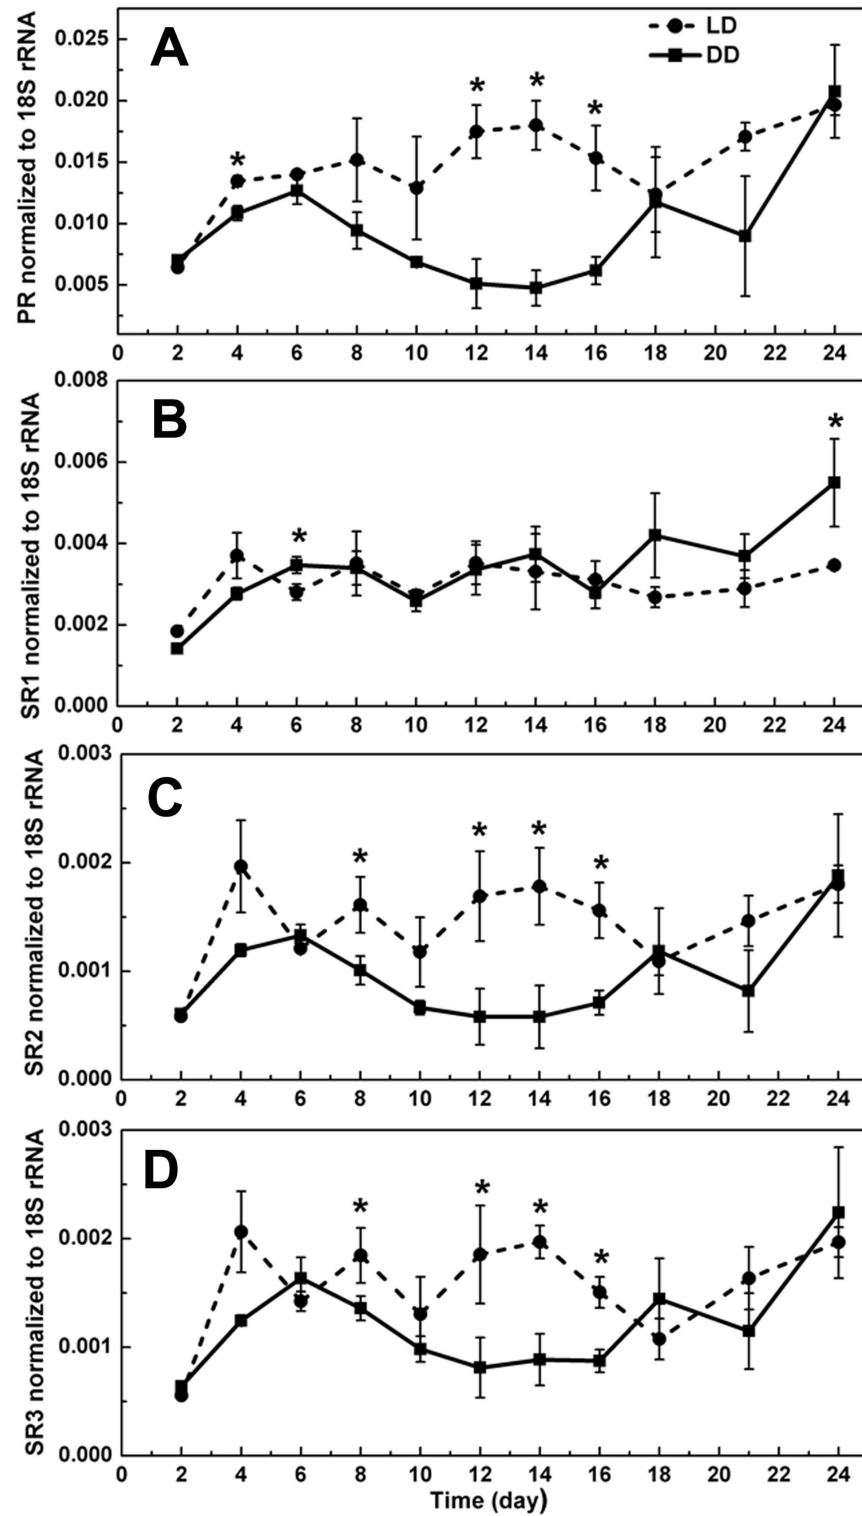 A
LD
DD
PR normalized to 18S rRNA
0.025
0.020
0.015
0.010
0.005
* * * *
0 2 4 6 8 10 12 14 16 18 20 22 24
B
SR1 normalized to 18S rRNA
0.008
0.006
0.004
0.002
0.000
* *
0 2 4 6 8 10 12 14 16 18 20 22 24
C
SR2 normalized to 18S rRNA
0.003
0.002
0.001
0.000
* * * *
0 2 4 6 8 10 12 14 16 18 20 22 24
D
SR3 normalized to 18S rRNA
0.003
0.002
0.001
0.000
* * * *
0 2 4 6 8 10 12 14 16 18 20 22 24
Time (day)